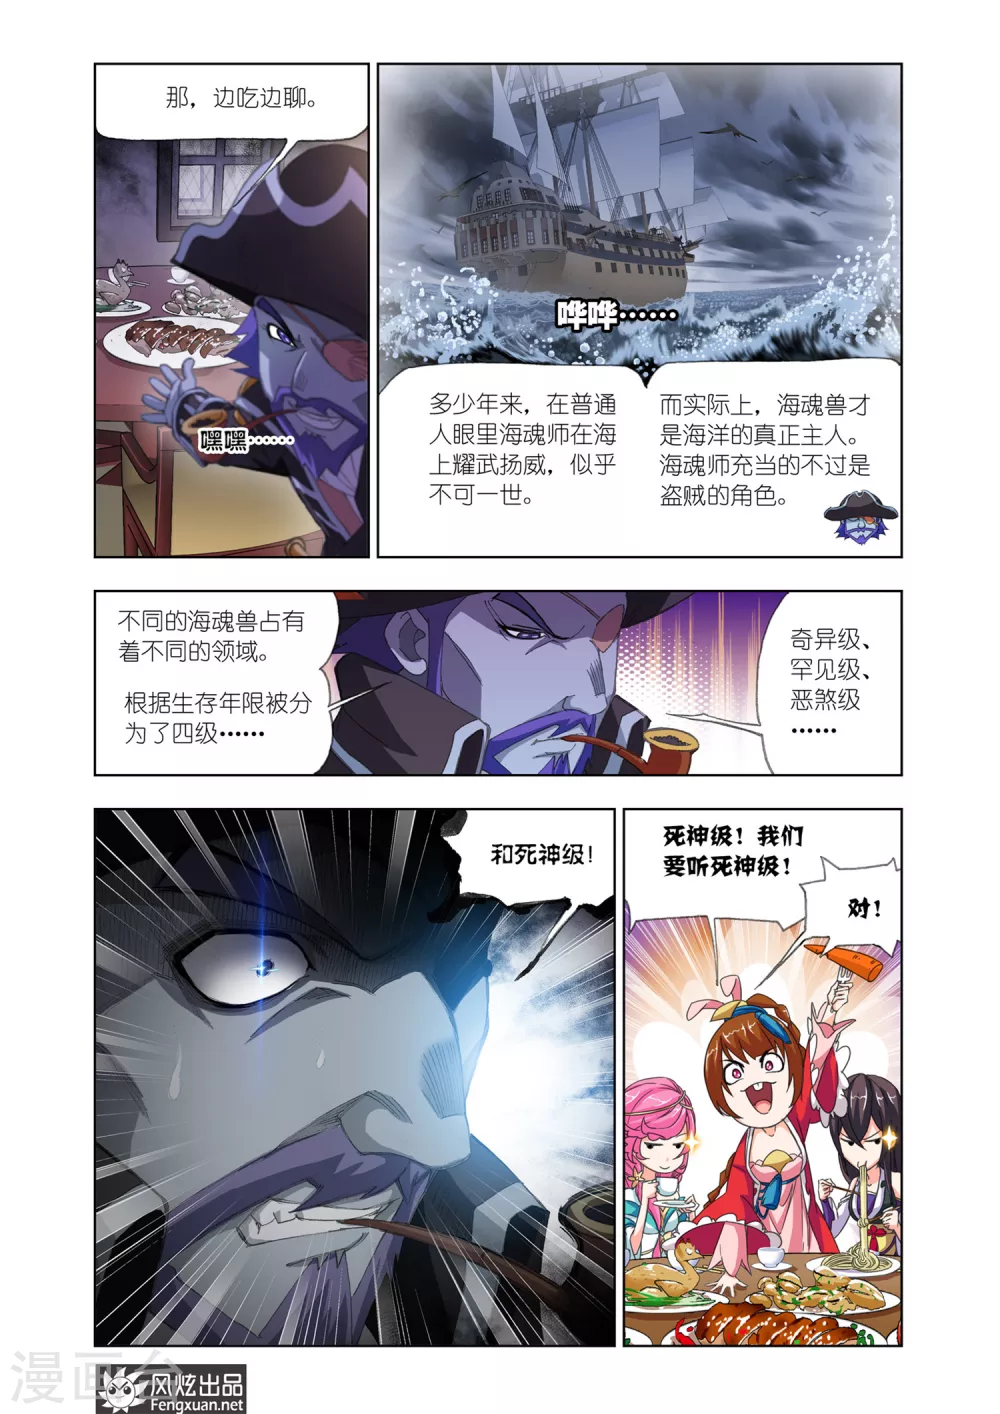 那，边吃边聊。
嘿嘿……
哗哗……
多少年来，在普通
人眼里海魂师在海
上耀武扬威，似乎
不可一世。
而实际上，海魂兽才
是海洋的真正主人。
海魂师充当的不过是
盗贼的角色。
不同的海魂兽占有
着不同的领域。
根据生存年限被分
为了四级……
奇异级、
罕见级、
恶煞级
……
和死神级！
死神级！我们
要听死神级！
对！
漫画台
风炫出品
Fengxuan.net